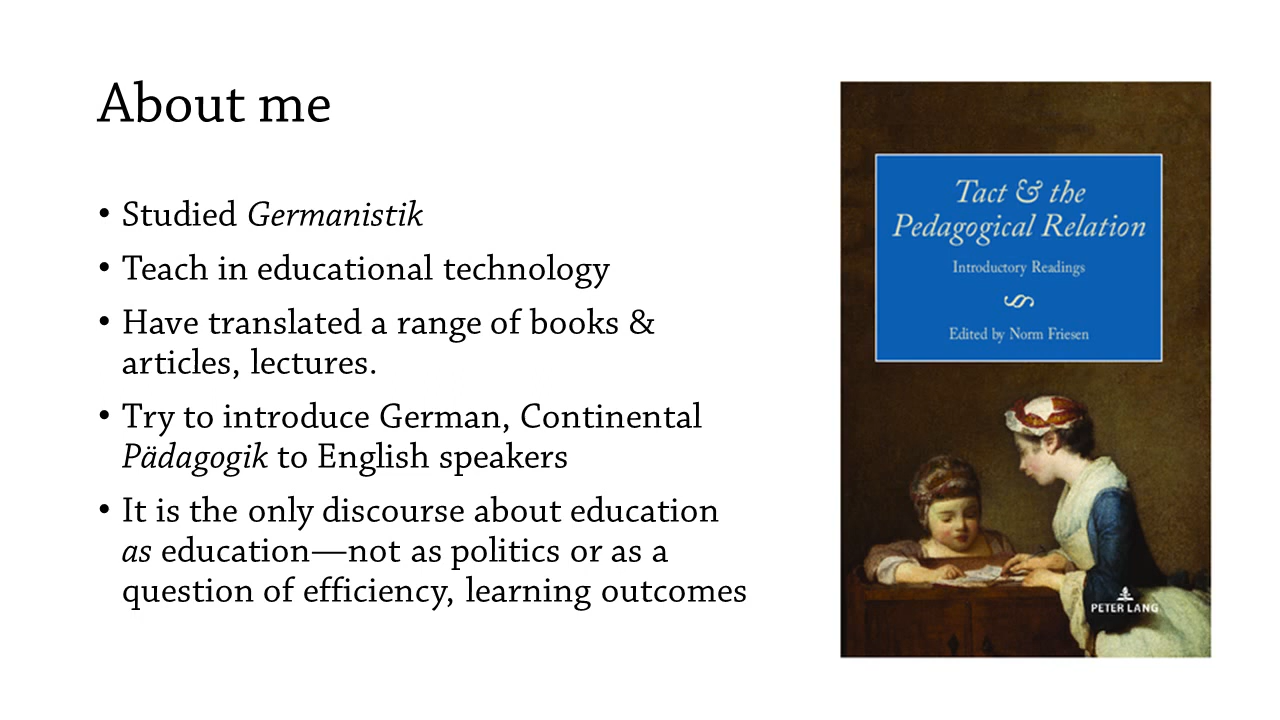 About me
• Studied Germanistik
• Teach in educational technology
• Have translated a range of books &
articles, lectures.
• Try to introduce German, Continental
Pädagogik to English speakers
• It is the only discourse about education
as education—not as politics or as a
question of efficiency, learning outcomes
Tact & the
Pedagogical Relation
Introductory Readings
Edited by Norm Friesen
PETER LANG